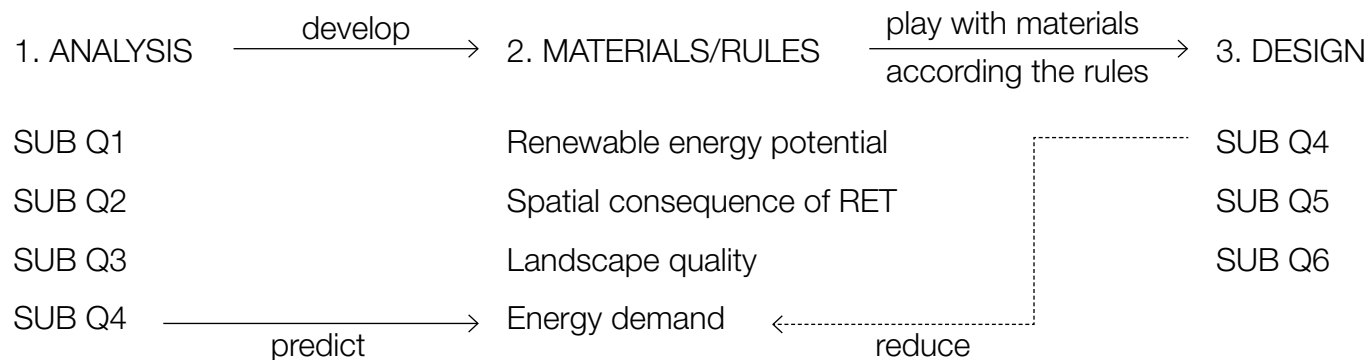 1. ANALYSIS
develop
2. MATERIALS/RULES
play with materials
according the rules
3. DESIGN
SUB Q1
Renewable energy potential
SUB Q4
SUB Q2
Spatial consequence of RET
SUB Q5
SUB Q3
Landscape quality
SUB Q6
SUB Q4
predict
Energy demand
reduce